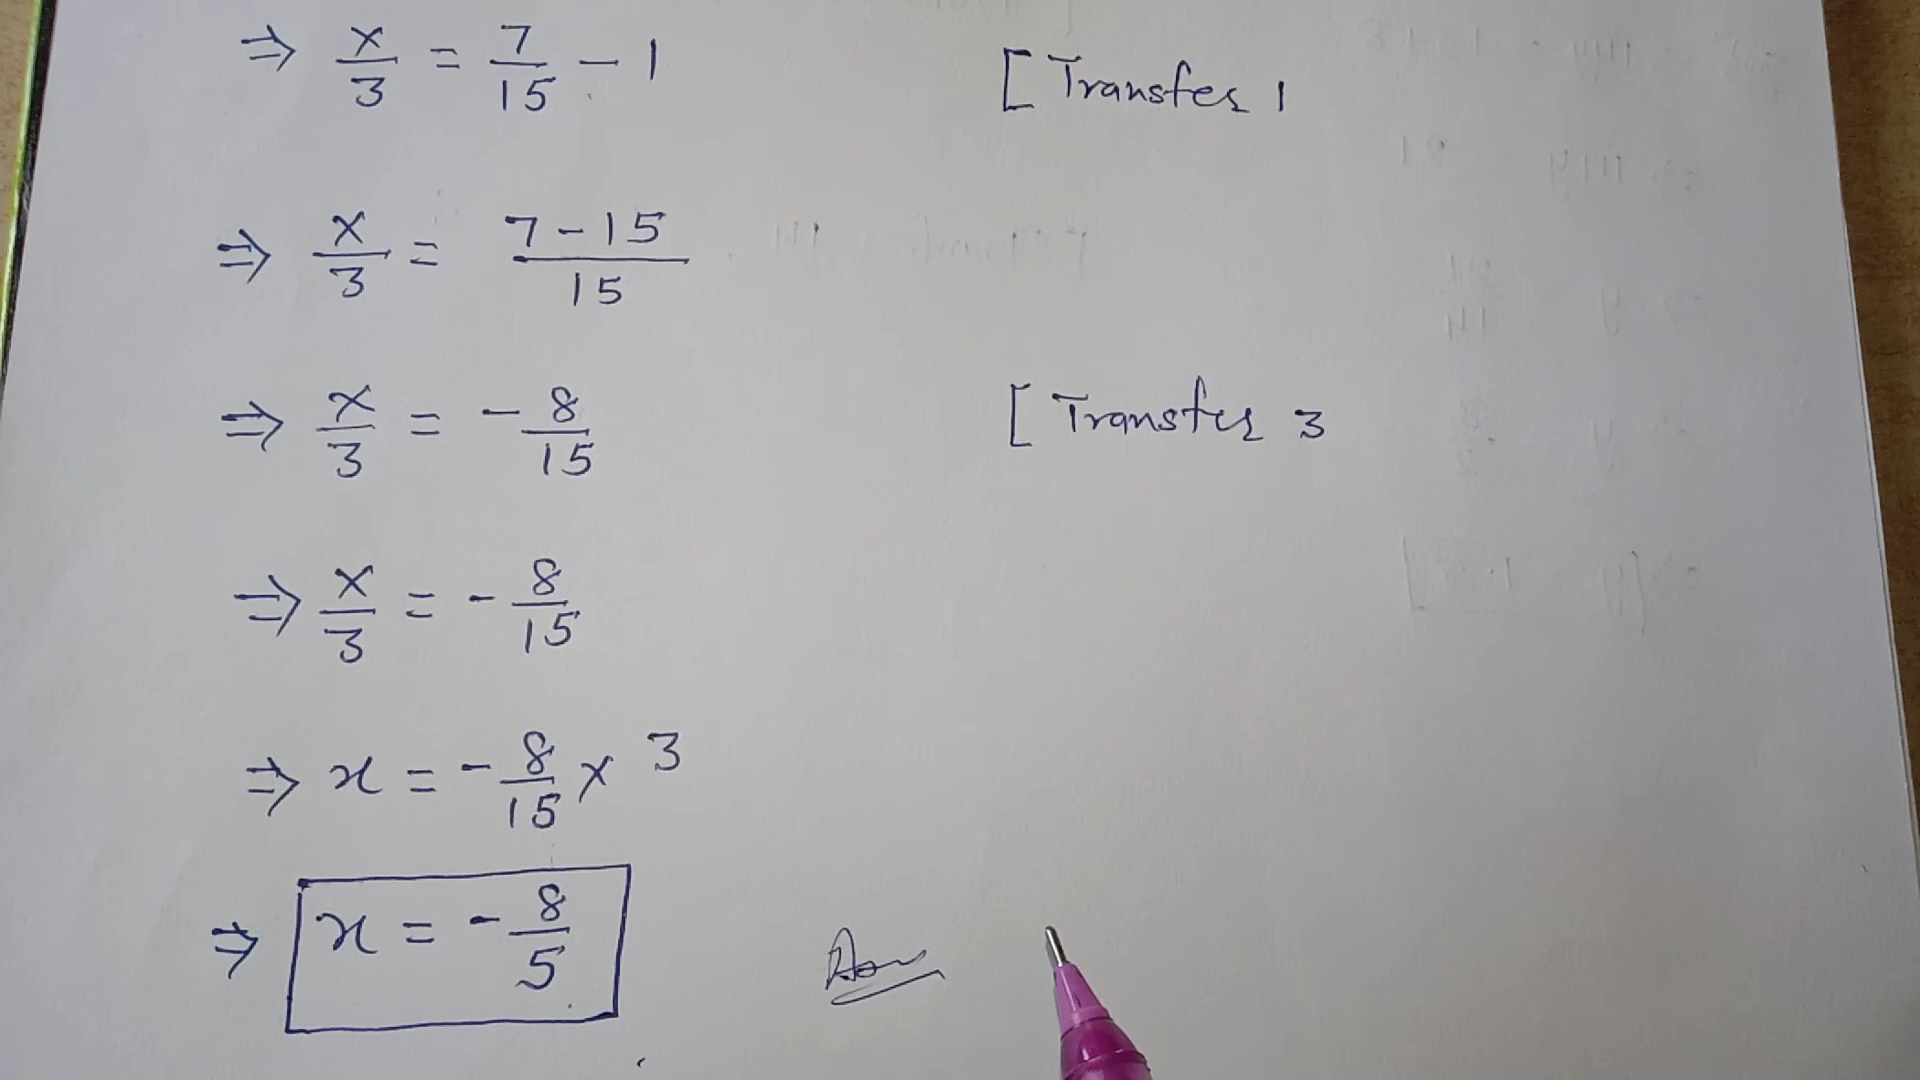 ⇒ x/3 = 7/15 - 1 [Transfer 1
⇒ x/3 = (7-15)/15
⇒ x/3 = -8/15 [Transfer 3
⇒ x/3 = -8/15
⇒ x = -8/15 × 3
⇒ x = -8/5 Ans